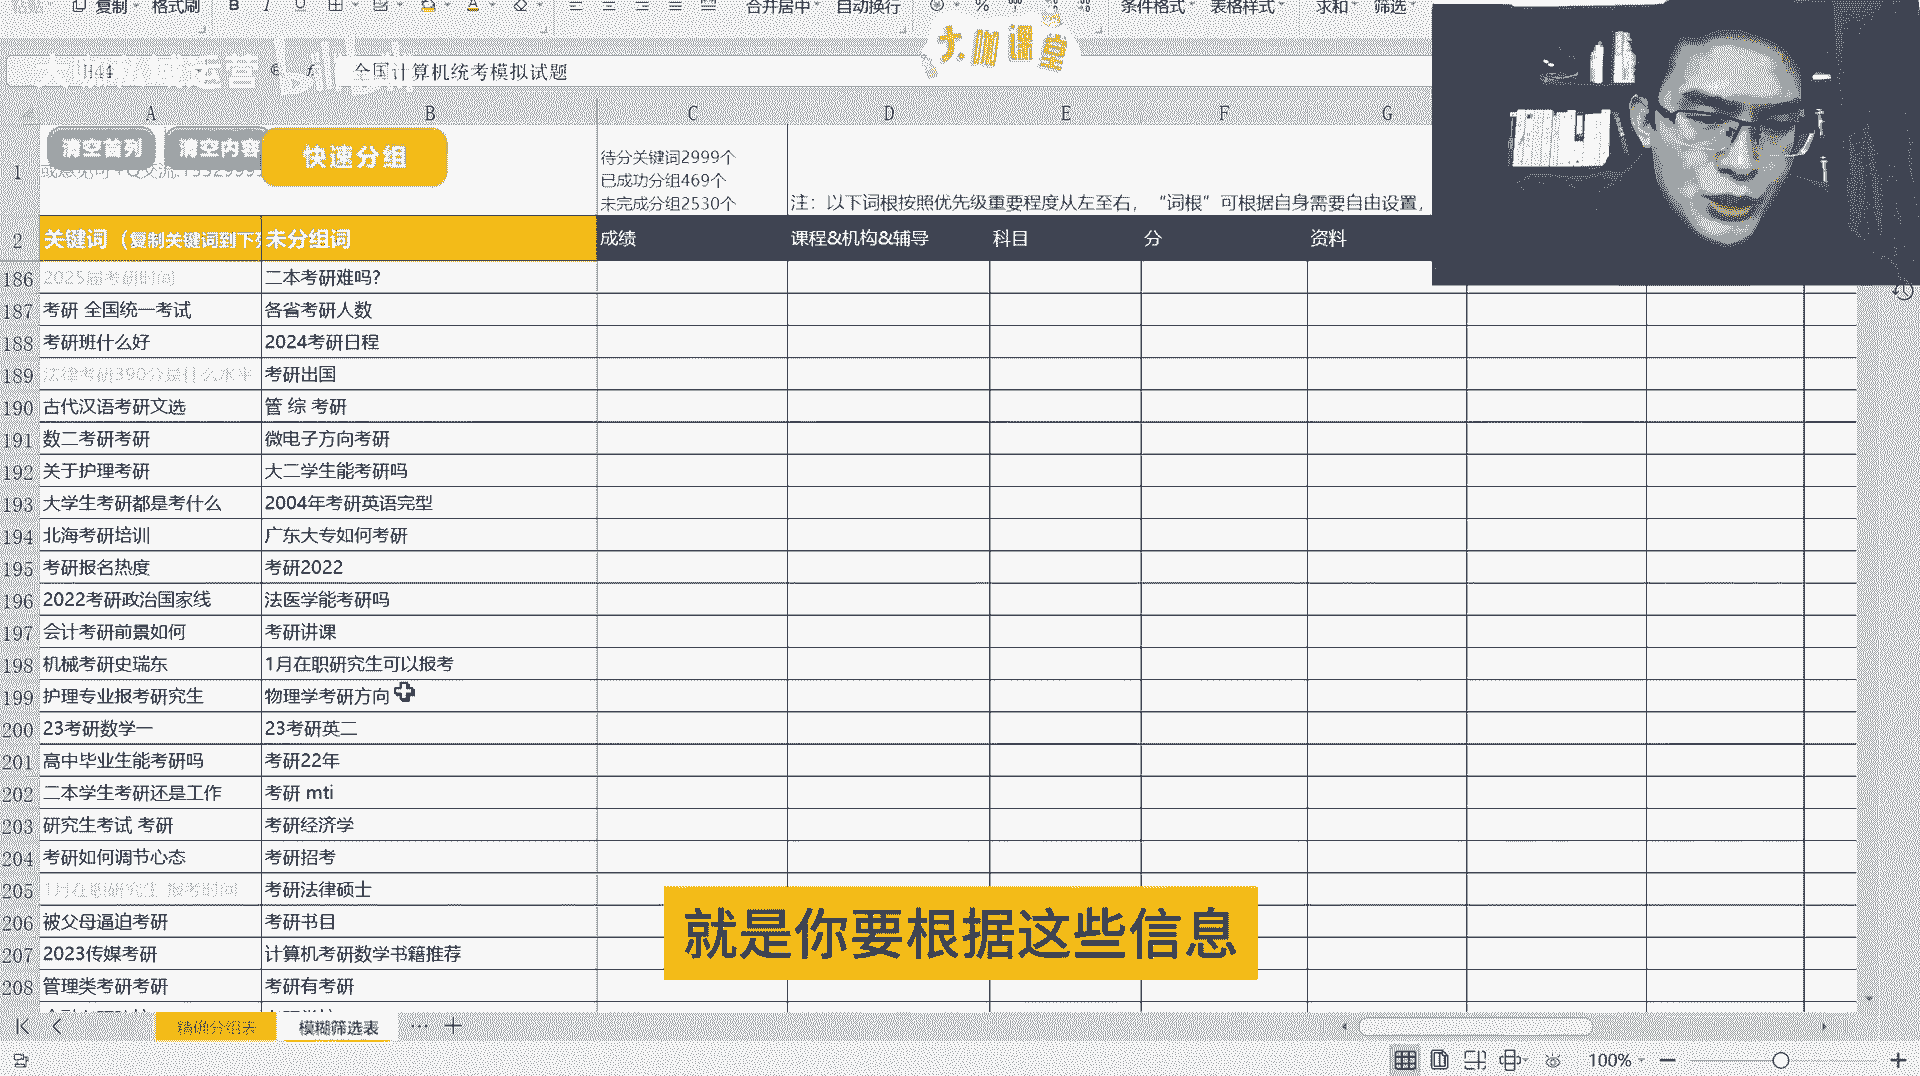 复制 格式刷 B I U 合并居中 自动换行 % 条件格式 表格样式 求和 筛选
大咖课堂
H44 全国计算机统考模拟试题
A B C D E F G
清空首列 清空内容 快速分组
1
待分关键词2999个
已成功分组469个
未完成分组2530个
注：以下词根按照优先级重要程度从左至右，“词根”可根据自身需要自由设置，
2 关键词（复制关键词到下 未分组词 成绩 课程&机构&辅导 科目 分 资料
186 2025届考研时间 二本考研难吗?
187 考研 全国统一考试 各省考研人数
188 考研班什么好 2024考研日程
189 法律考研390分是什么水平 考研出国
190 古代汉语考研文选 管 综 考研
191 数二考研考研 微电子方向考研
192 关于护理考研 大二学生能考研吗
193 大学生考研都是考什么 2004年考研英语完型
194 北海考研培训 广东大专如何考研
195 考研报名热度 考研2022
196 2022考研政治国家线 法医学能考研吗
197 会计考研前景如何 考研讲课
198 机械考研史瑞东 1月在职研究生可以报考
199 护理专业报考研究生 物理学考研方向
200 23考研数学一 23考研英二
201 高中毕业生能考研吗 考研22年
202 二本学生考研还是工作 考研 mti
203 研究生考试 考研 考研经济学
204 考研如何调节心态 考研招考
205 1月在职研究生 报考时间 考研法律硕士
206 被父母逼迫考研 考研书目
207 2023传媒考研 计算机考研数学书籍推荐
208 管理类考研考研 考研有考研
就是你要根据这些信息
精确分组表 模糊筛选表 ··· +
100% − +